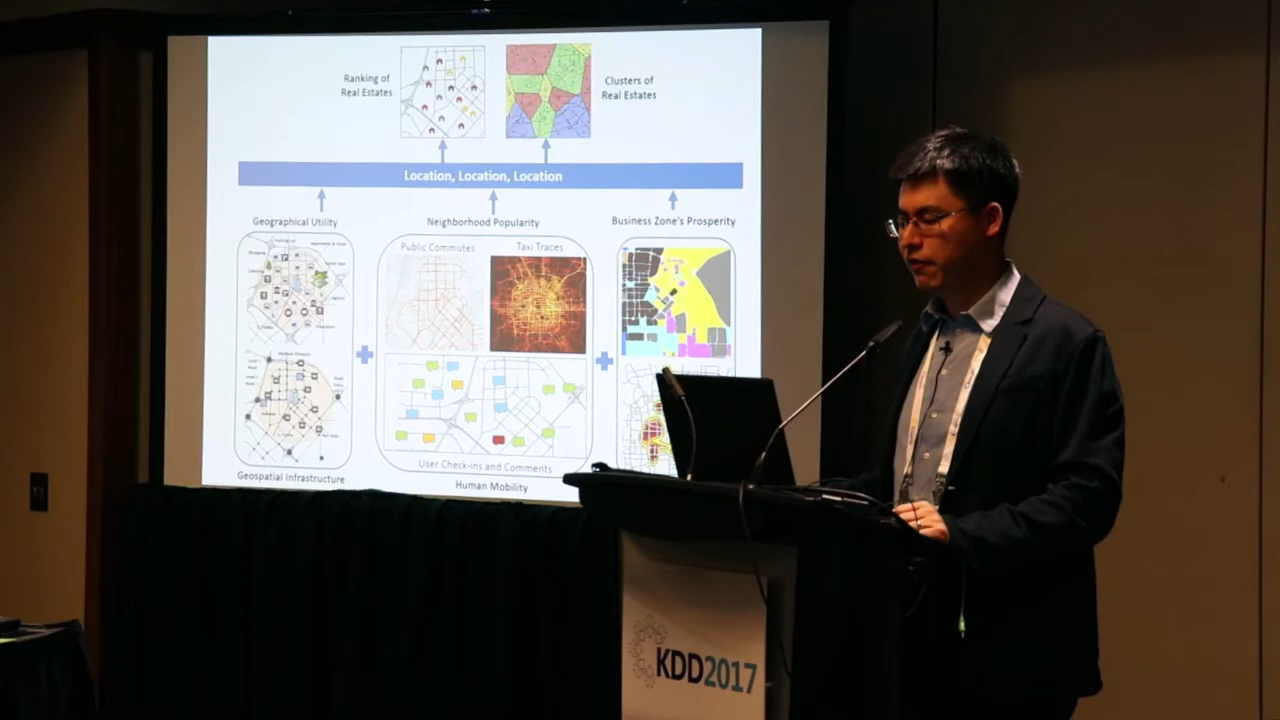 Ranking of
Real Estates
Clusters of
Real Estates
Location, Location, Location
Geographical Utility
Neighborhood Popularity
Business Zone's Prosperity
Public Commutes
Taxi Traces
User Check-ins and Comments
Geospatial Infrastructure
Human Mobility
KDD2017